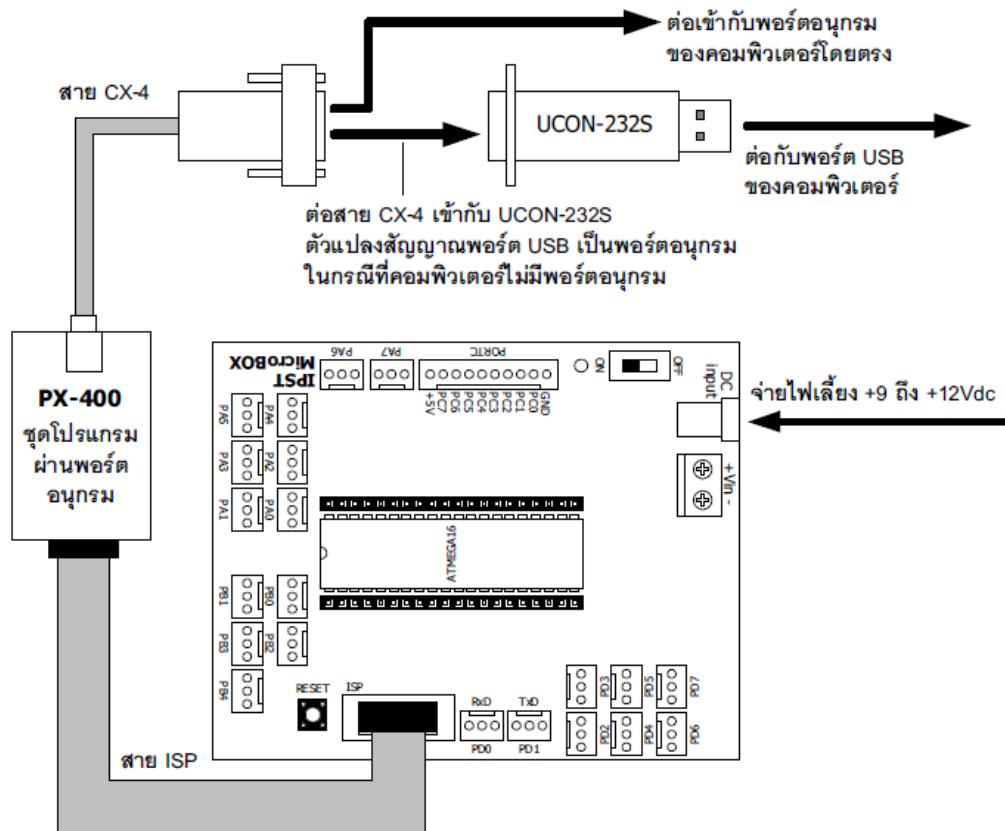 ต่อเข้ากับพอร์ตอนุกรม
ของคอมพิวเตอร์โดยตรง
สาย CX-4
UCON-232S
ต่อกับพอร์ต USB
ของคอมพิวเตอร์
ต่อสาย CX-4 เข้ากับ UCON-232S
ตัวแปลงสัญญาณพอร์ต USB เป็นพอร์ตอนุกรม
ในกรณีที่คอมพิวเตอร์ไม่มีพอร์ตอนุกรม
PX-400
ชุดโปรแกรม
ผ่านพอร์ต
อนุกรม
IPST
MicroBOX
PA6
PA7
PORTC
+5V
PC7
PC6
PC5
PC4
PC3
PC2
PC1
PC0
GND
ON
OFF
DC
input
จ่ายไฟเลี้ยง +9 ถึง +12Vdc
+Vin -
PA5
PA4
PA3
PA2
PA1
PA0
ATMEGA16
PB1
PB0
PB3
PB2
PB4
RESET
ISP
RxD
PD0
TxD
PD1
PD3
PD5
PD7
PD2
PD4
PD6
สาย ISP